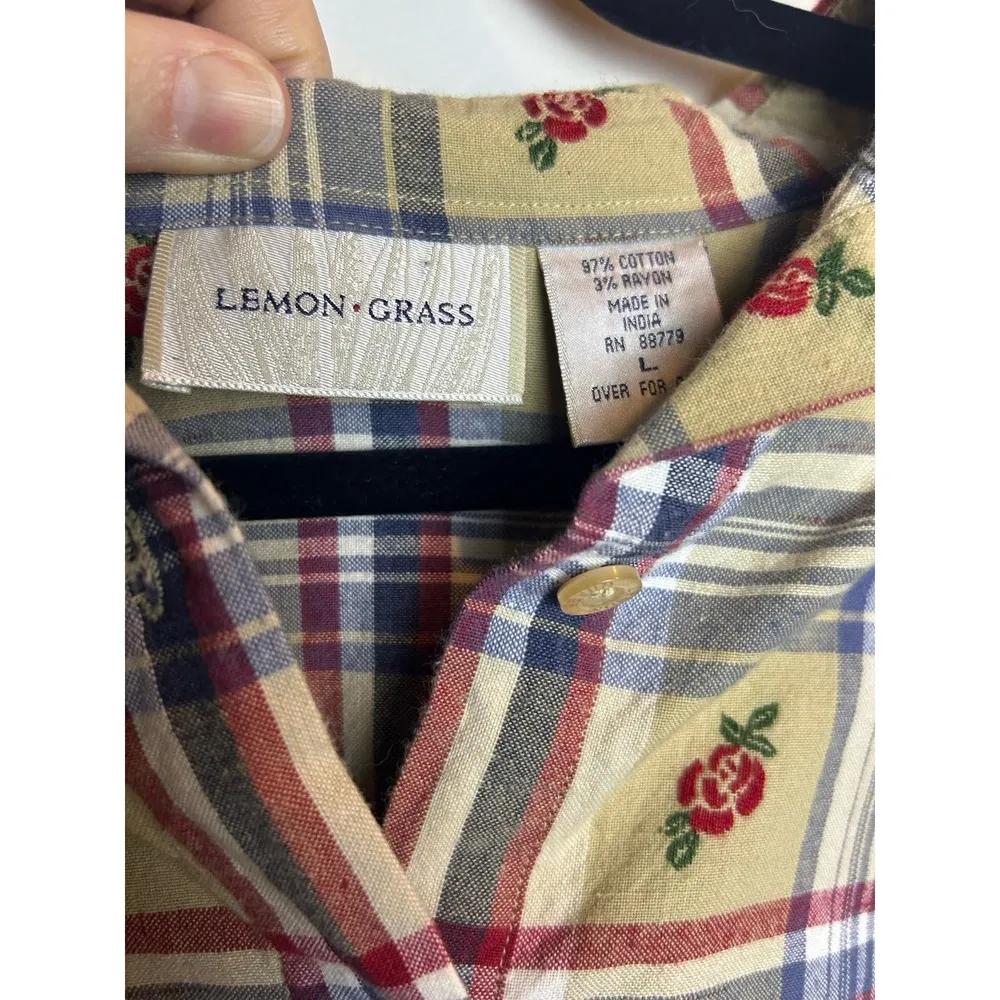 LEMON • GRASS
97% COTTON
3% RAYON
MADE IN
INDIA
RN 88779
L
OVER FOR